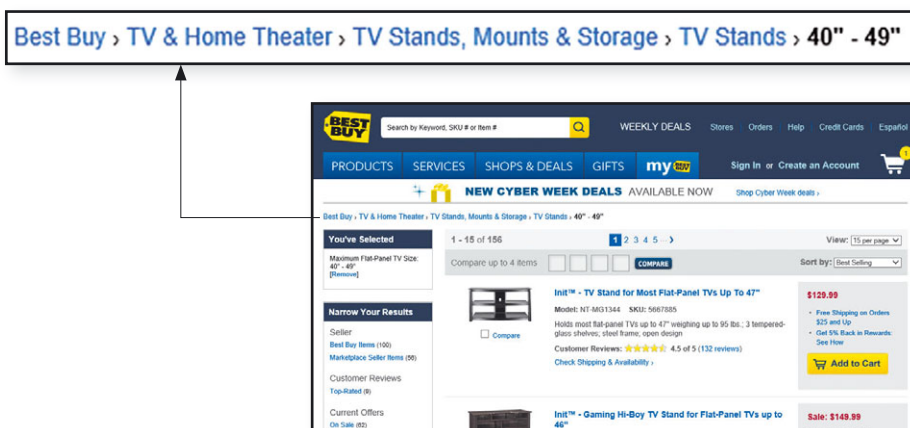 Best Buy › TV & Home Theater › TV Stands, Mounts & Storage › TV Stands › 40" - 49"
BEST BUY
Search by Keyword, SKU # or Item #
WEEKLY DEALS Stores Orders Help Credit Cards Español
PRODUCTS SERVICES SHOPS & DEALS GIFTS my BEST BUY Sign In or Create an Account 1
NEW CYBER WEEK DEALS AVAILABLE NOW Shop Cyber Week deals ›
Best Buy › TV & Home Theater › TV Stands, Mounts & Storage › TV Stands › 40" - 49"
You've Selected
Maximum Flat-Panel TV Size:
40" - 49"
[Remove]
Narrow Your Results
Seller
Best Buy Items (100)
Marketplace Seller Items (56)
Customer Reviews
Top-Rated (9)
Current Offers
On Sale (62)
1 - 15 of 156 1 2 3 4 5 ... › View: 15 per page
Compare up to 4 items COMPARE Sort by: Best Selling
Compare
Init™ - TV Stand for Most Flat-Panel TVs Up To 47"
Model: NT-MG1344 SKU: 5667885
Holds most flat-panel TVs up to 47" weighing up to 95 lbs.; 3 tempered-
glass shelves; steel frame; open design
Customer Reviews: 4.5 of 5 (132 reviews)
Check Shipping & Availability ›
$129.99
• Free Shipping on Orders
$25 and Up
• Get 5% Back in Rewards:
See How
Add to Cart
Init™ - Gaming Hi-Boy TV Stand for Flat-Panel TVs up to
46"
Sale: $149.99